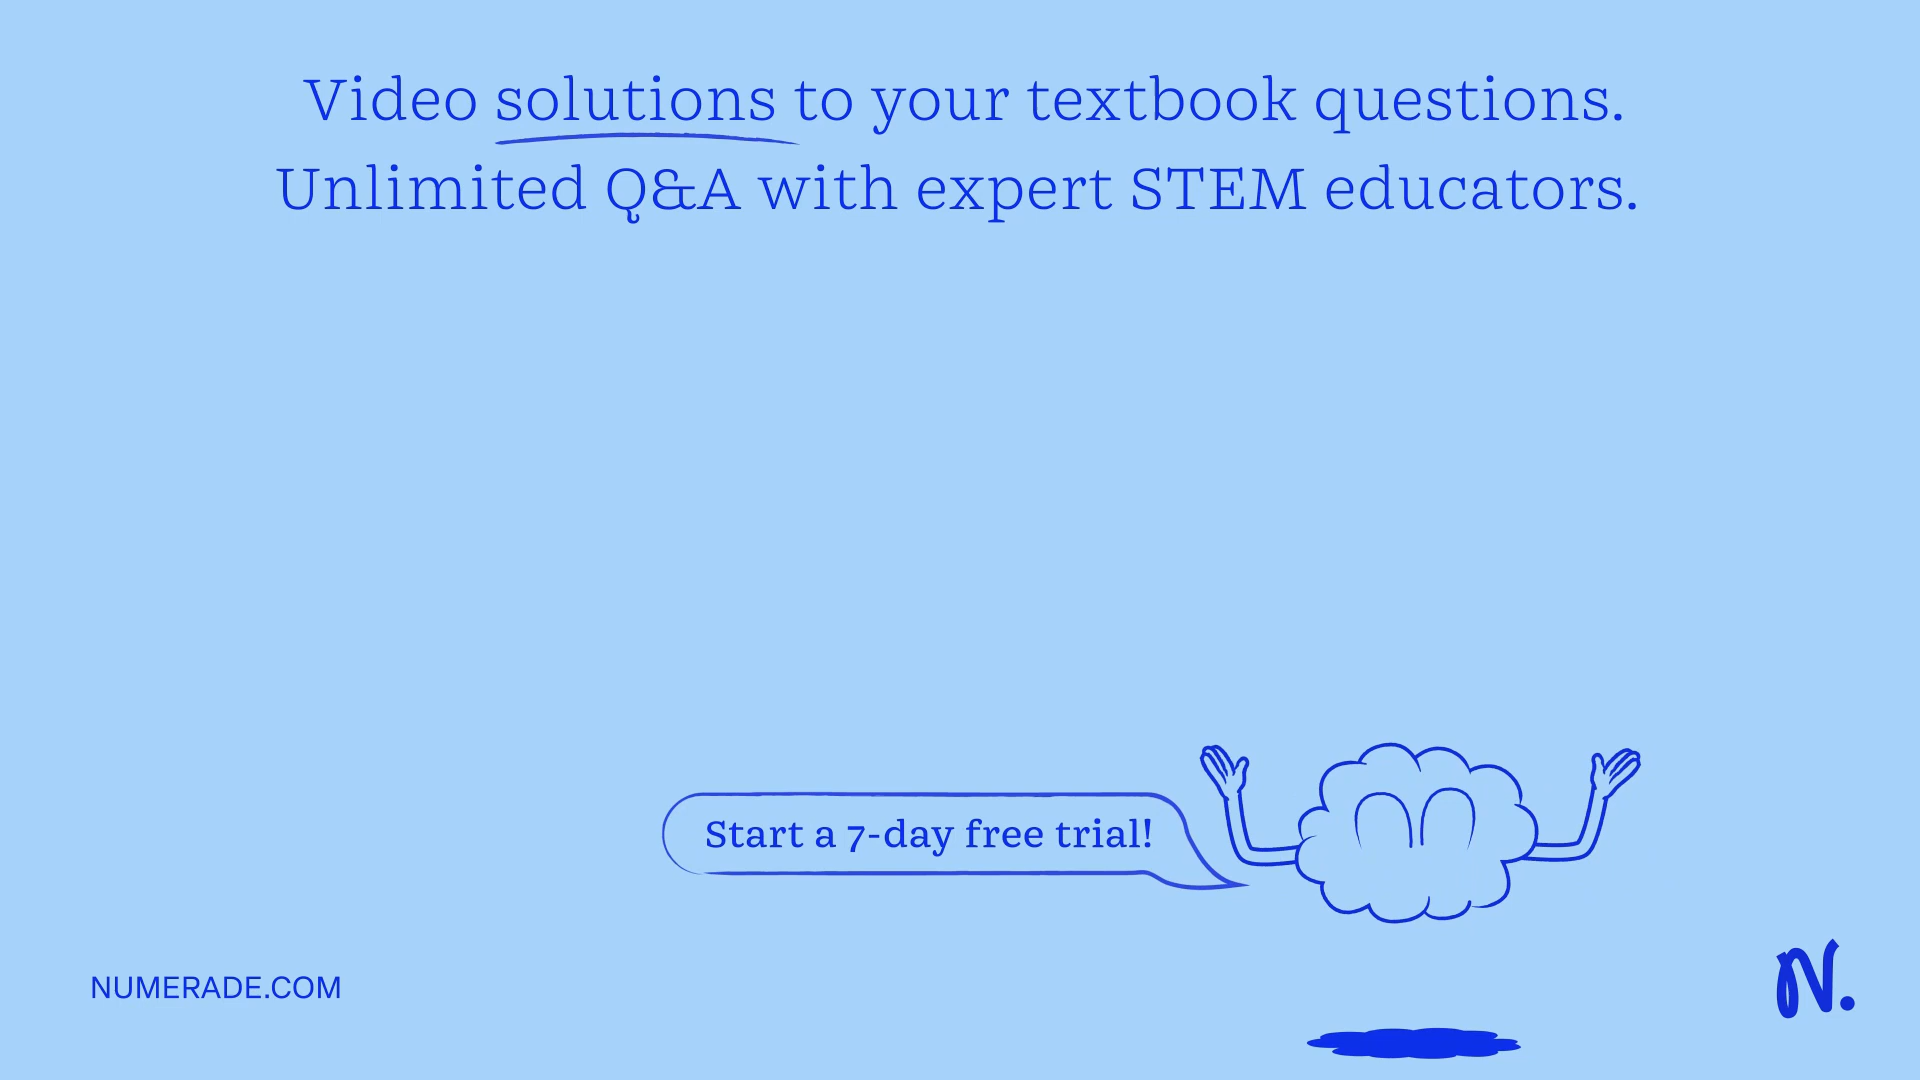 Video solutions to your textbook questions.
Unlimited Q&A with expert STEM educators.
Start a 7-day free trial!
NUMERADE.COM
N.